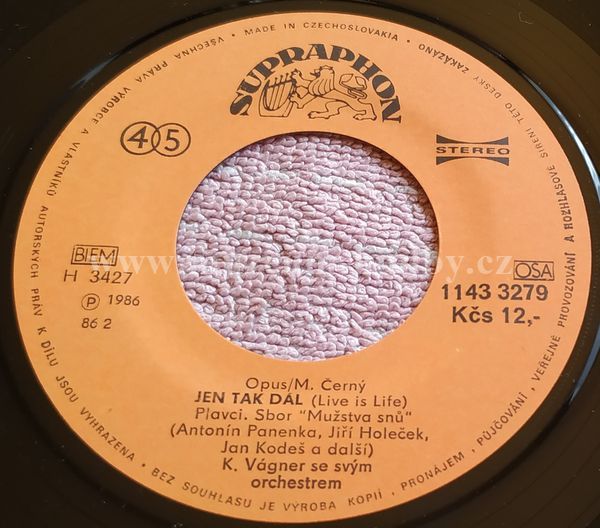 VŠECHNA PRÁVA VÝROBCE A VLASTNÍKŮ AUTORSKÝCH PRÁV K DÍLU JSOU VYHRAZENA • BEZ SOUHLASU JE VÝROBA KOPIÍ, PRONÁJEM, PŮJČOVÁNÍ, VEŘEJNÉ PROVOZOVÁNÍ A ROZHLASOVÉ ŠÍŘENÍ TÉTO DESKY ZAKÁZÁNO • MADE IN CZECHOSLOVAKIA •
SUPRAPHON
45
STEREO
BIEM
H 3427
Ⓟ 1986
86 2
OSA
1143 3279
Kčs 12,-
Opus/M. Černý
JEN TAK DÁL (Live is Life)
Plavci. Sbor "Mužstva snů"
(Antonín Panenka, Jiří Holeček,
Jan Kodeš a další)
K. Vágner se svým
orchestrem